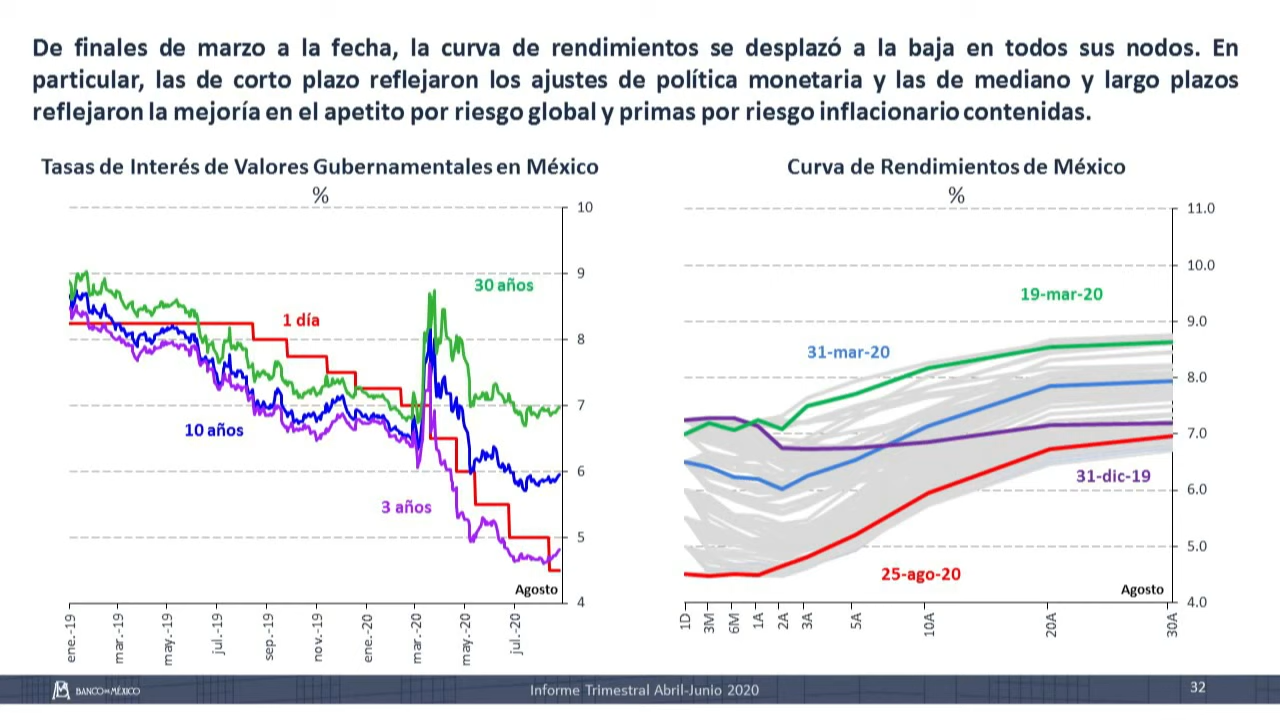 De finales de marzo a la fecha, la curva de rendimientos se desplazó a la baja en todos sus nodos. En
particular, las de corto plazo reflejaron los ajustes de política monetaria y las de mediano y largo plazos
reflejaron la mejoría en el apetito por riesgo global y primas por riesgo inflacionario contenidas.
Tasas de Interés de Valores Gubernamentales en México
%
10
9
8
7
6
5
4
30 años
1 día
10 años
3 años
Agosto
ene.-19
mar.-19
may.-19
jul.-19
sep.-19
nov.-19
ene.-20
mar.-20
may.-20
jul.-20
Curva de Rendimientos de México
%
11.0
10.0
9.0
8.0
7.0
6.0
5.0
4.0
19-mar-20
31-mar-20
31-dic-19
25-ago-20
Agosto
1D
3M
6M
1A
2A
3A
5A
10A
20A
30A
BANCO DE MÉXICO
Informe Trimestral Abril-Junio 2020
32